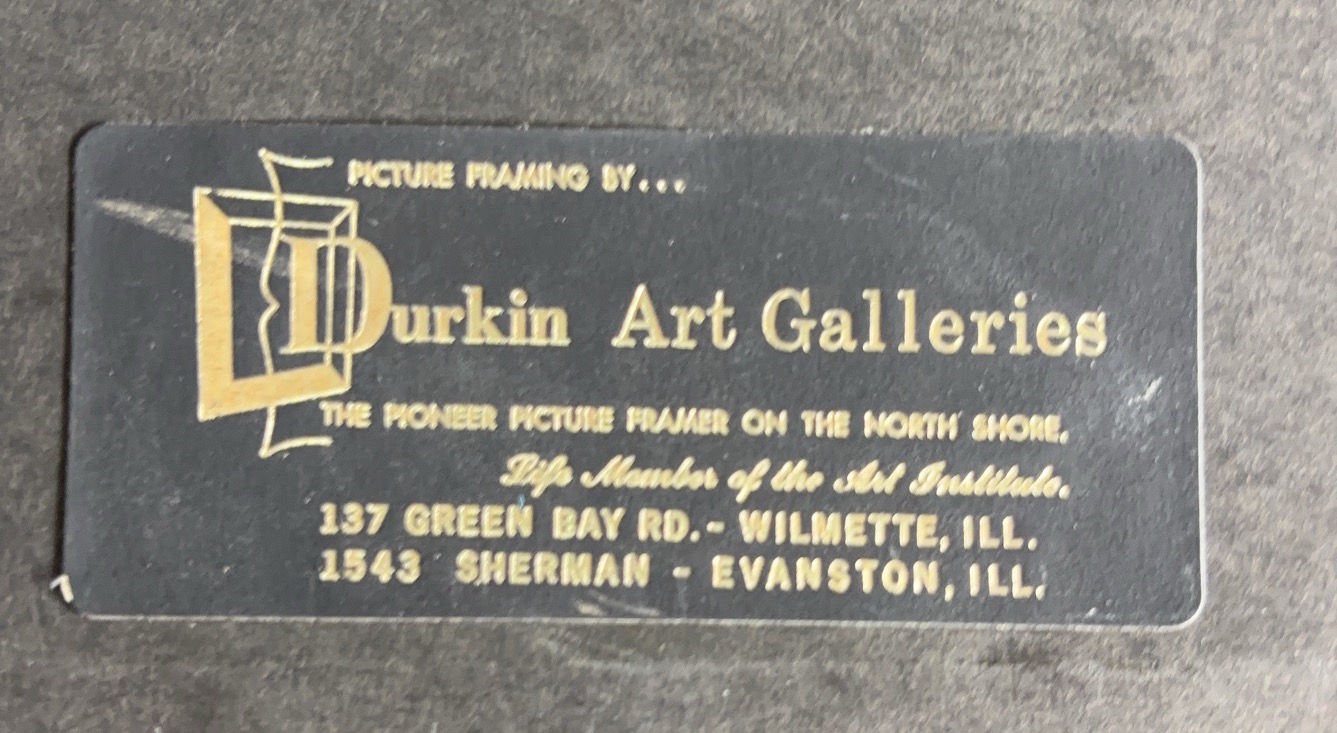 PICTURE FRAMING BY...
Durkin Art Galleries
THE PIONEER PICTURE FRAMER ON THE NORTH SHORE.
Life Member of the Art Institute.
137 GREEN BAY RD.- WILMETTE, ILL.
1543 SHERMAN - EVANSTON, ILL.